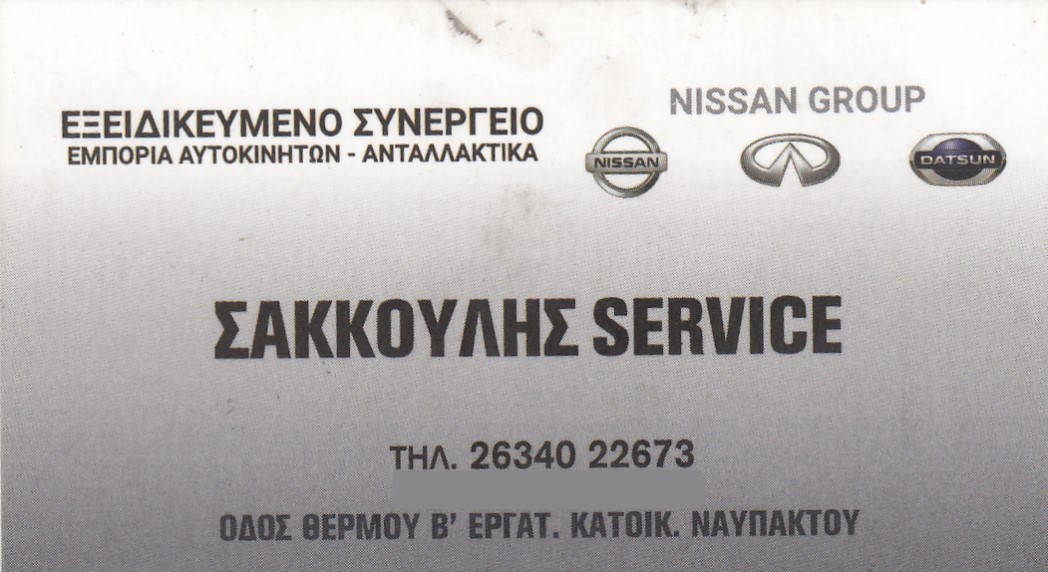 NISSAN GROUP
ΕΞΕΙΔΙΚΕΥΜΕΝΟ ΣΥΝΕΡΓΕΙΟ
ΕΜΠΟΡΙΑ ΑΥΤΟΚΙΝΗΤΩΝ - ΑΝΤΑΛΛΑΚΤΙΚΑ
NISSAN
DATSUN
ΣΑΚΚΟΥΛΗΣ SERVICE
ΤΗΛ. 26340 22673
ΟΔΟΣ ΘΕΡΜΟΥ Β' ΕΡΓΑΤ. ΚΑΤΟΙΚ. ΝΑΥΠΑΚΤΟΥ